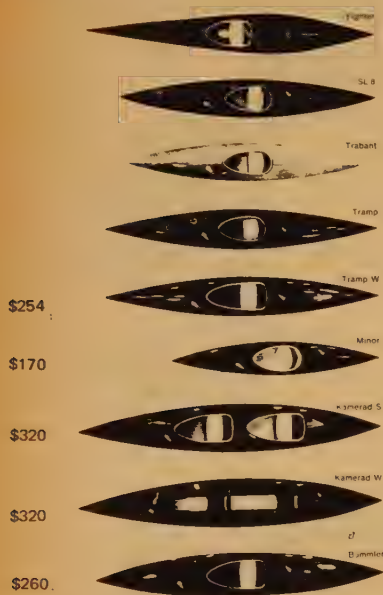 Fighter
SL 8
Trabant
Tramp
Tramp W
$254
Minor
$170
Kamerad S
$320
Kamerad W
$320
Bummler
$260.